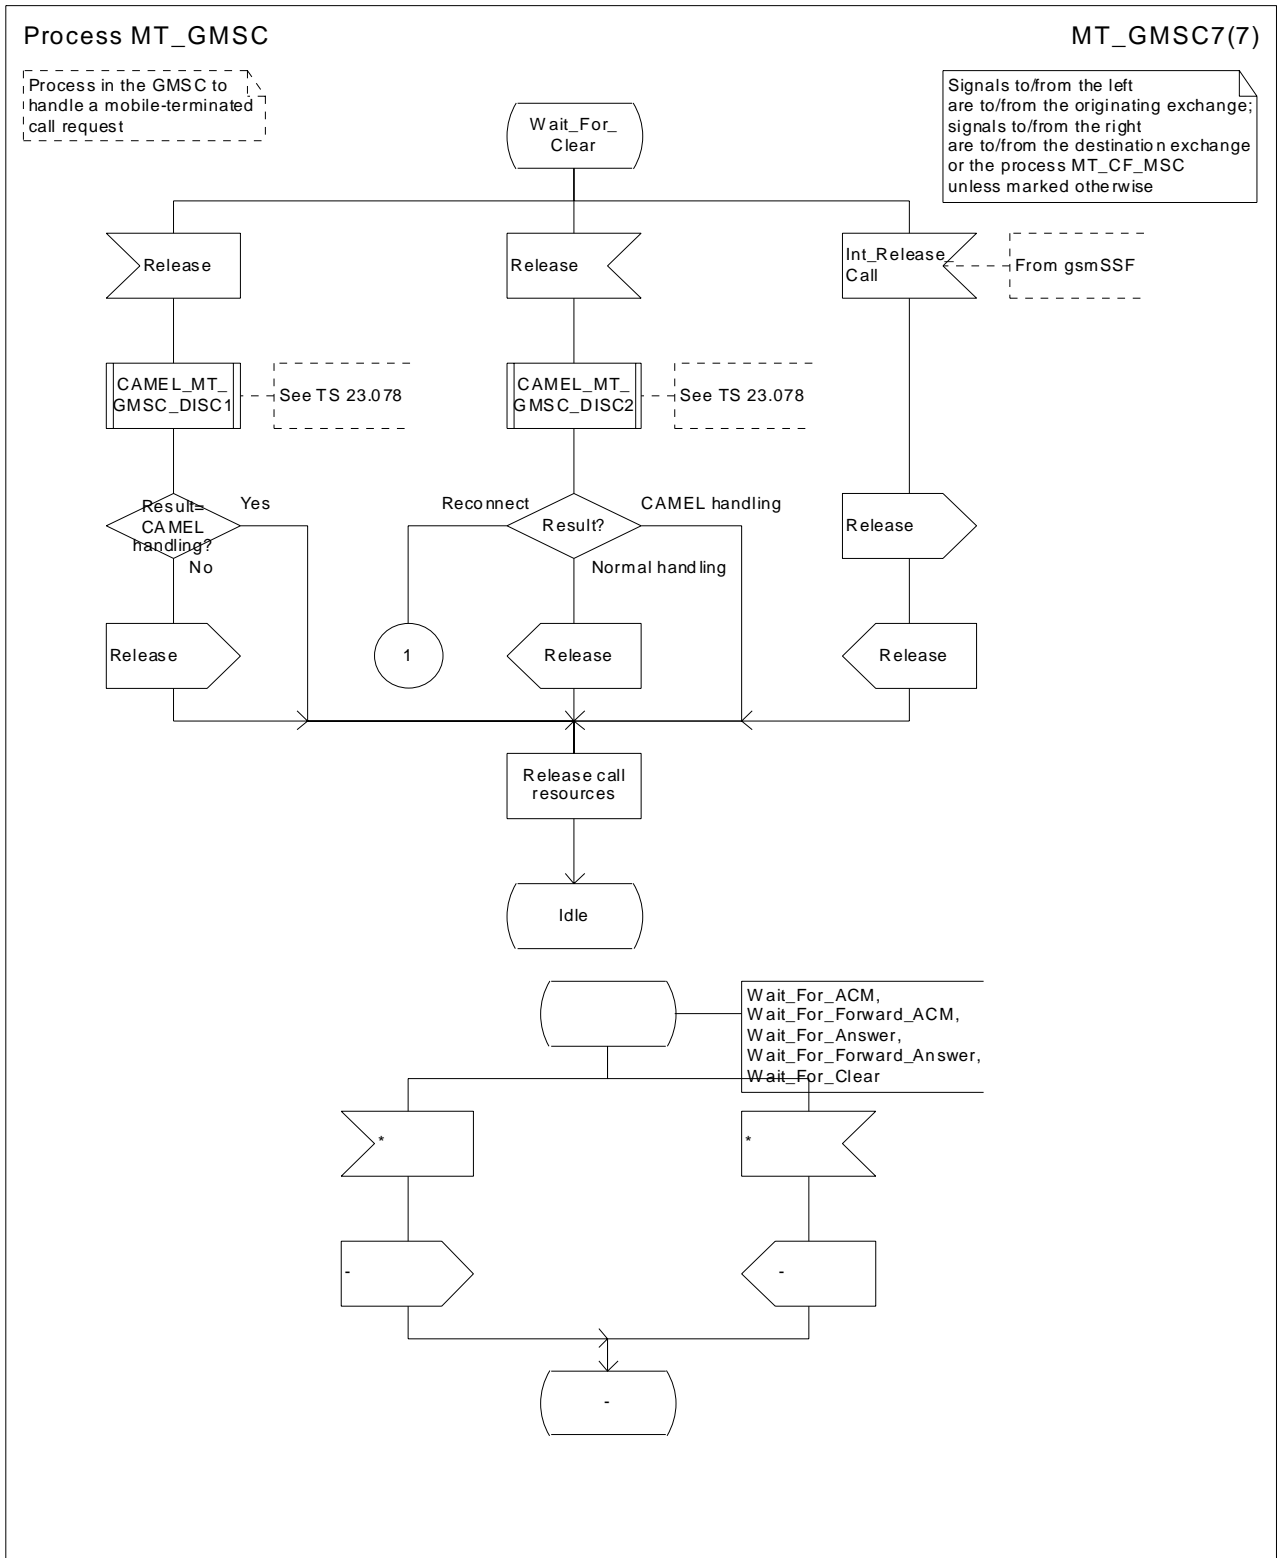 Process MT_GMSC
MT_GMSC7(7)
Process in the GMSC to
handle a mobile-terminated
call request
Signals to/from the left
are to/from the originating exchange;
signals to/from the right
are to/from the destination exchange
or the process MT_CF_MSC
unless marked otherwise
Wait_For_
Clear
Release
Release
Int_Release
Call
From gsmSSF
CAMEL_MT_
GMSC_DISC1
See TS 23.078
CAMEL_MT_
GMSC_DISC2
See TS 23.078
Result=
CAMEL
handling?
Yes
No
Reconnect
Result?
CAMEL handling
Normal handling
Release
Release
1
Release
Release
Release call
resources
Idle
Wait_For_ACM,
Wait_For_Forward_ACM,
Wait_For_Answer,
Wait_For_Forward_Answer,
Wait_For_Clear
*
*
-
-
-